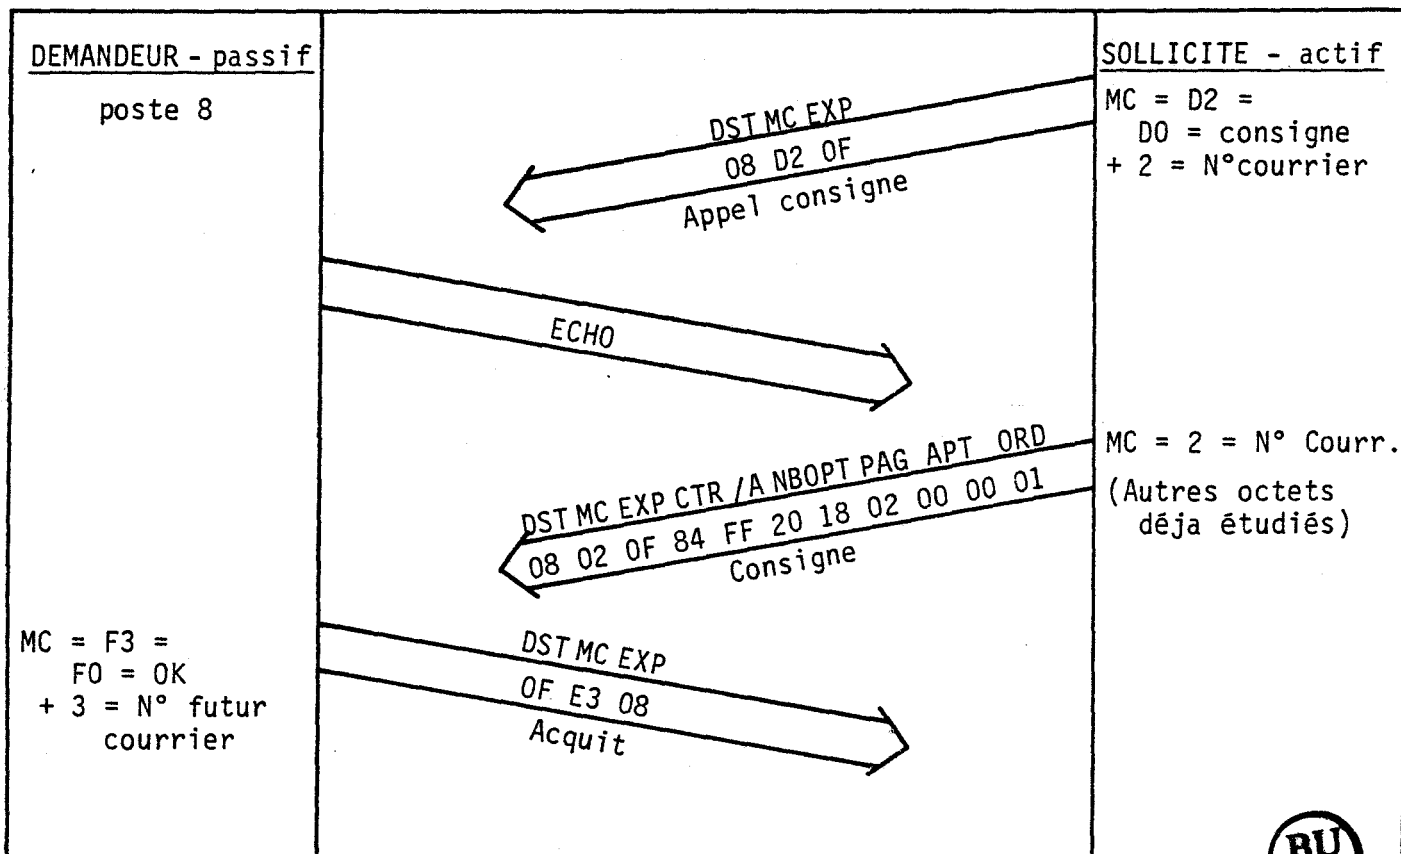 DEMANDEUR - passif
poste 8
SOLLICITE - actif
MC = D2 =
D0 = consigne
+ 2 = N°courrier
DST MC EXP
08 D2 0F
Appel consigne
ECHO
MC = 2 = N° Courr.
(Autres octets
déja étudiés)
DST MC EXP CTR /A NBOPT PAG APT ORD
08 02 0F 84 FF 20 18 02 00 00 01
Consigne
MC = F3 =
F0 = OK
+ 3 = N° futur
courrier
DST MC EXP
0F E3 08
Acquit
BU